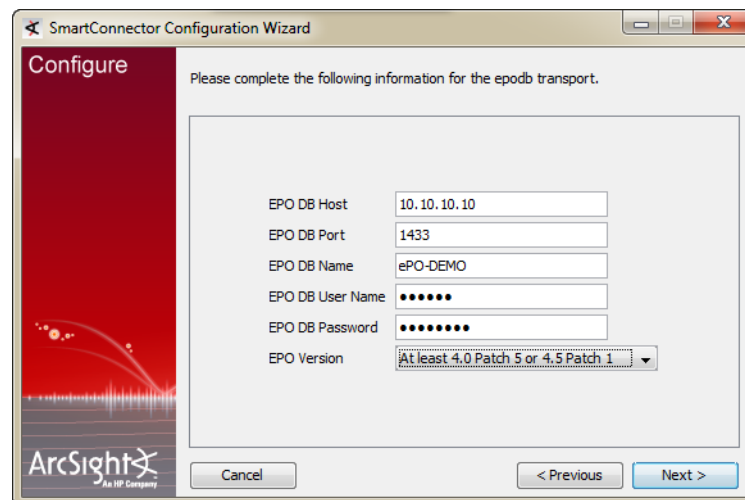 SmartConnector Configuration Wizard
Configure
Please complete the following information for the epodb transport.
EPO DB Host 10.10.10.10
EPO DB Port 1433
EPO DB Name ePO-DEMO
EPO DB User Name ••••••
EPO DB Password ••••••••
EPO Version At least 4.0 Patch 5 or 4.5 Patch 1
ArcSight
An HP Company
Cancel < Previous Next >